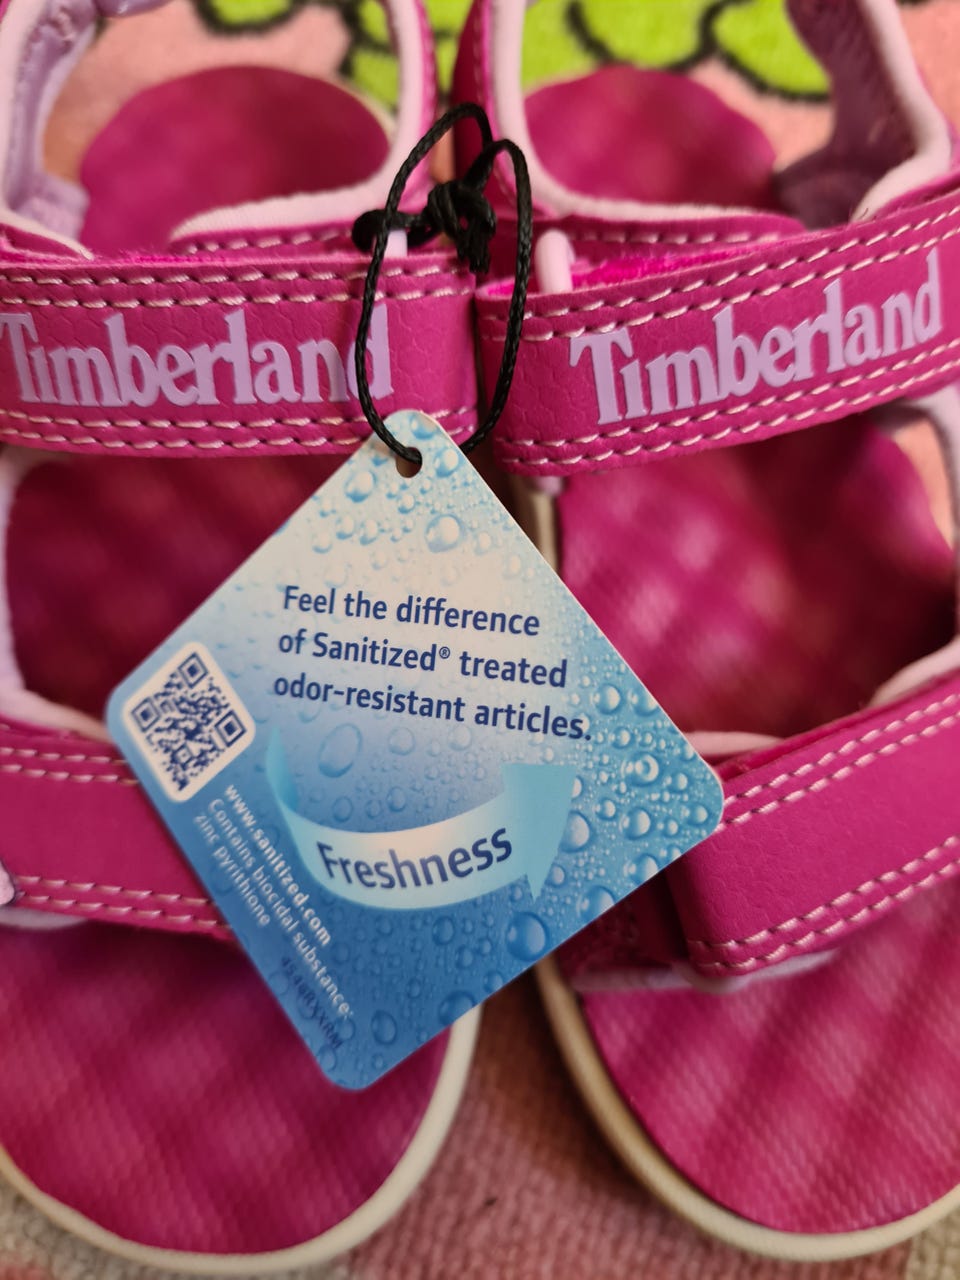 Timberland
Timberland
Feel the difference
of Sanitized® treated
odor-resistant articles.
Freshness
www.sanitized.com
Contains biocidal substance:
zinc pyrithione